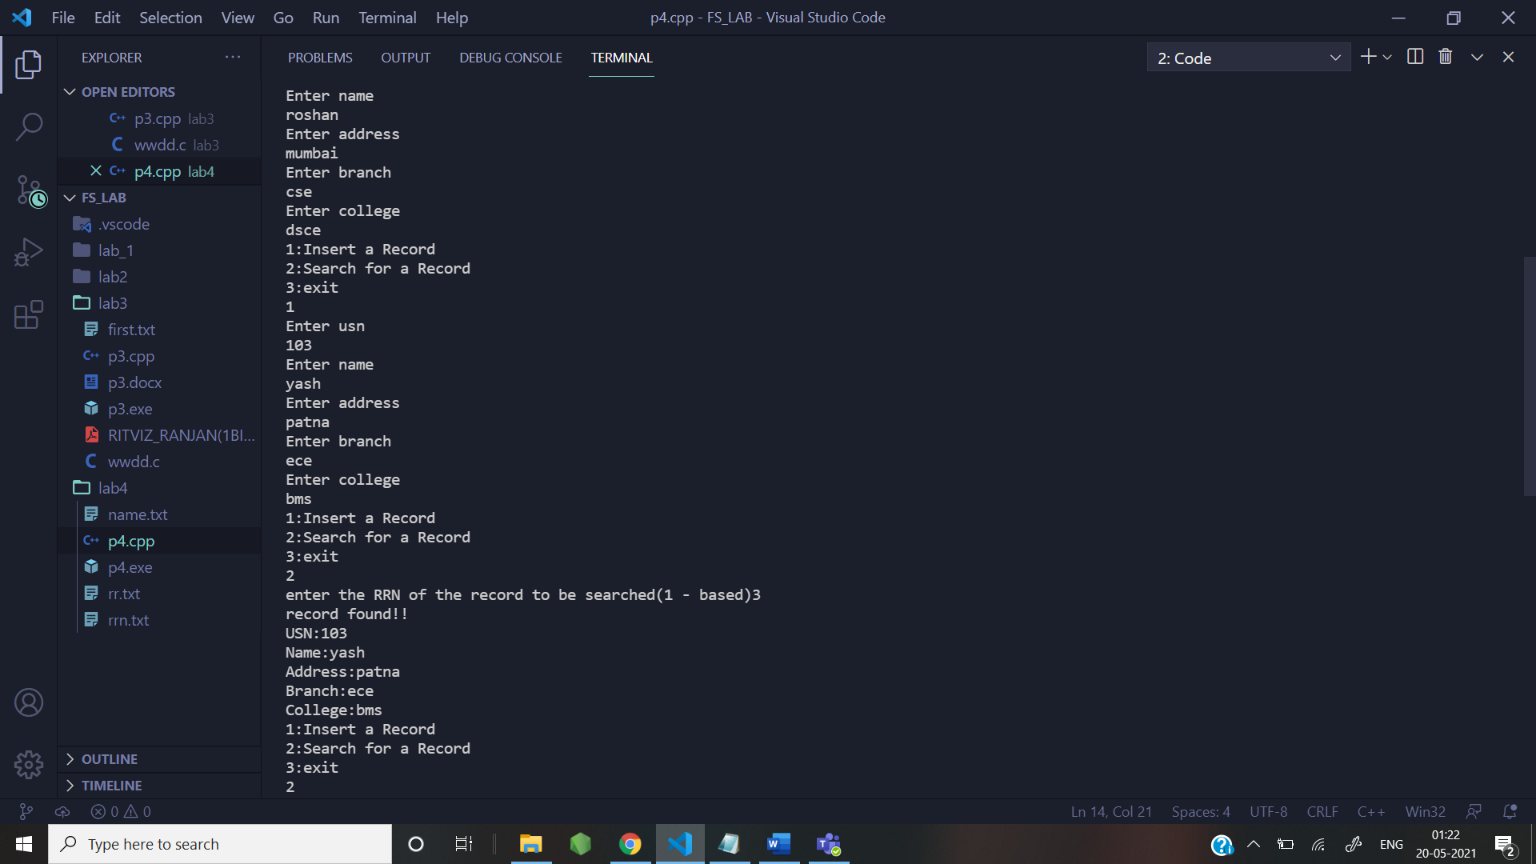 File Edit Selection View Go Run Terminal Help
p4.cpp - FS_LAB - Visual Studio Code
EXPLORER ···
OPEN EDITORS
C++ p3.cpp lab3
C wwdd.c lab3
C++ p4.cpp lab4
FS_LAB
.vscode
lab_1
lab2
lab3
first.txt
C++ p3.cpp
p3.docx
p3.exe
RITVIZ_RANJAN(1BI...
C wwdd.c
lab4
name.txt
C++ p4.cpp
p4.exe
rr.txt
rrn.txt
OUTLINE
TIMELINE
PROBLEMS OUTPUT DEBUG CONSOLE TERMINAL
2: Code
Enter name
roshan
Enter address
mumbai
Enter branch
cse
Enter college
dsce
1:Insert a Record
2:Search for a Record
3:exit
1
Enter usn
103
Enter name
yash
Enter address
patna
Enter branch
ece
Enter college
bms
1:Insert a Record
2:Search for a Record
3:exit
2
enter the RRN of the record to be searched(1 - based)3
record found!!
USN:103
Name:yash
Address:patna
Branch:ece
College:bms
1:Insert a Record
2:Search for a Record
3:exit
2
0 0
Ln 14, Col 21 Spaces: 4 UTF-8 CRLF C++ Win32
Type here to search
ENG
01:22
20-05-2021
2